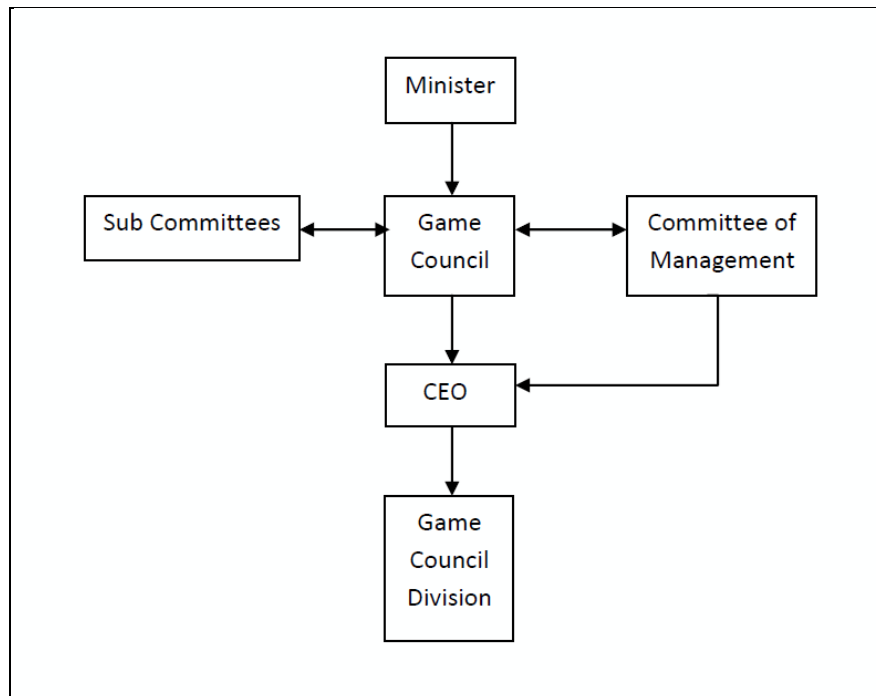 Minister
Sub Committees
Game
Council
Committee of
Management
CEO
Game
Council
Division